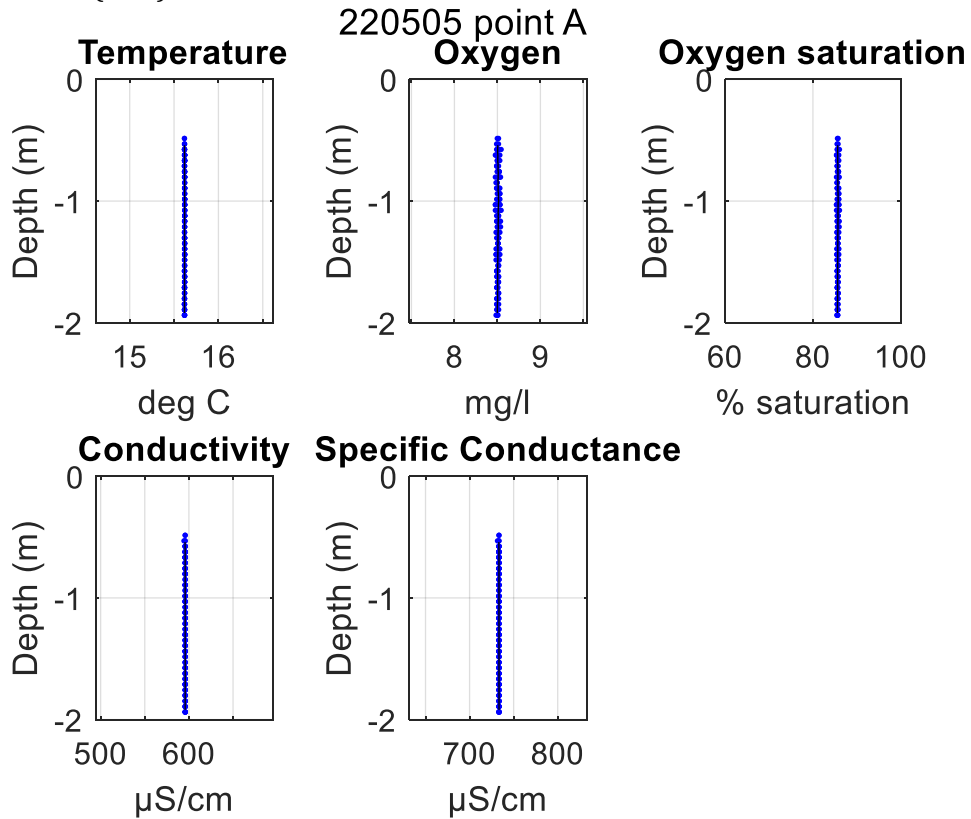 220505 point A
Temperature
Oxygen
Oxygen saturation
0
-1
-2
Depth (m)
15 16
deg C
0
-1
-2
Depth (m)
8 9
mg/l
0
-1
-2
Depth (m)
60 80 100
% saturation
Conductivity
Specific Conductance
0
-1
-2
Depth (m)
500 600
µS/cm
0
-1
-2
Depth (m)
700 800
µS/cm